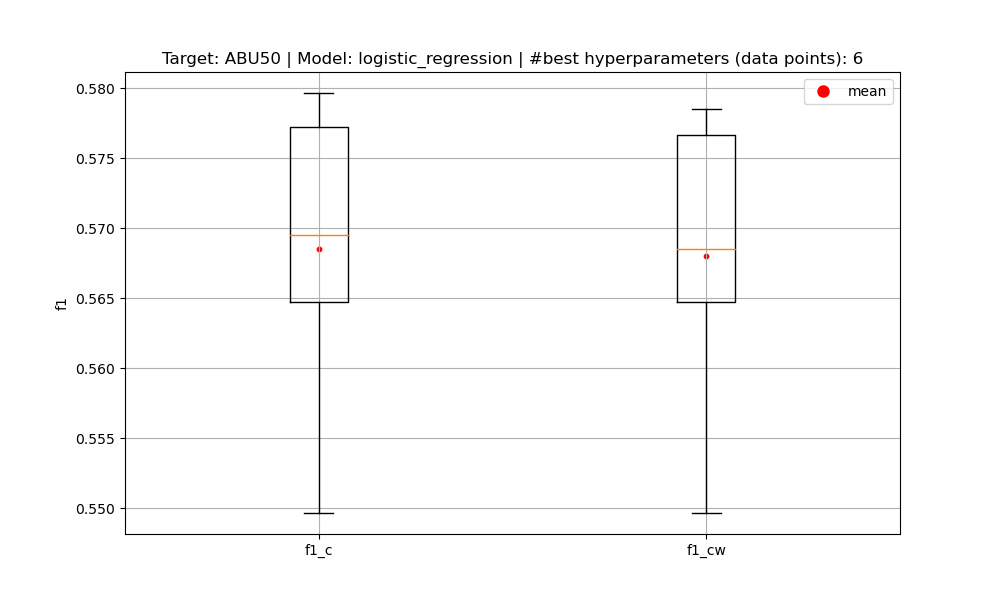 Target: ABU50 | Model: logistic_regression | #best hyperparameters (data points): 6
mean
0.580
0.575
0.570
0.565
0.560
0.555
0.550
f1
f1_c
f1_cw